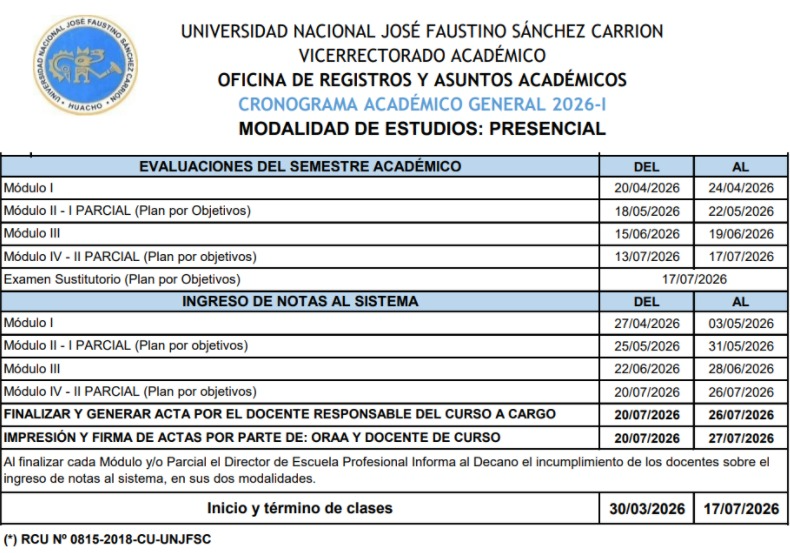 UNIVERSIDAD NACIONAL JOSÉ FAUSTINO SÁNCHEZ CARRION
UNIVERSIDAD NACIONAL JOSÉ FAUSTINO SÁNCHEZ CARRION
· HUACHO ·
VICERRECTORADO ACADÉMICO
OFICINA DE REGISTROS Y ASUNTOS ACADÉMICOS
CRONOGRAMA ACADÉMICO GENERAL 2026-I
MODALIDAD DE ESTUDIOS: PRESENCIAL
EVALUACIONES DEL SEMESTRE ACADÉMICO DEL AL
Módulo I 20/04/2026 24/04/2026
Módulo II - I PARCIAL (Plan por Objetivos) 18/05/2026 22/05/2026
Módulo III 15/06/2026 19/06/2026
Módulo IV - II PARCIAL (Plan por objetivos) 13/07/2026 17/07/2026
Examen Sustitutorio (Plan por Objetivos) 17/07/2026
INGRESO DE NOTAS AL SISTEMA DEL AL
Módulo I 27/04/2026 03/05/2026
Módulo II - I PARCIAL (Plan por objetivos) 25/05/2026 31/05/2026
Módulo III 22/06/2026 28/06/2026
Módulo IV - II PARCIAL (Plan por objetivos) 20/07/2026 26/07/2026
FINALIZAR Y GENERAR ACTA POR EL DOCENTE RESPONSABLE DEL CURSO A CARGO 20/07/2026 26/07/2026
IMPRESIÓN Y FIRMA DE ACTAS POR PARTE DE: ORAA Y DOCENTE DE CURSO 20/07/2026 27/07/2026
Al finalizar cada Módulo y/o Parcial el Director de Escuela Profesional Informa al Decano el incumplimiento de los docentes sobre el
ingreso de notas al sistema, en sus dos modalidades.
Inicio y término de clases 30/03/2026 17/07/2026
(*) RCU Nº 0815-2018-CU-UNJFSC